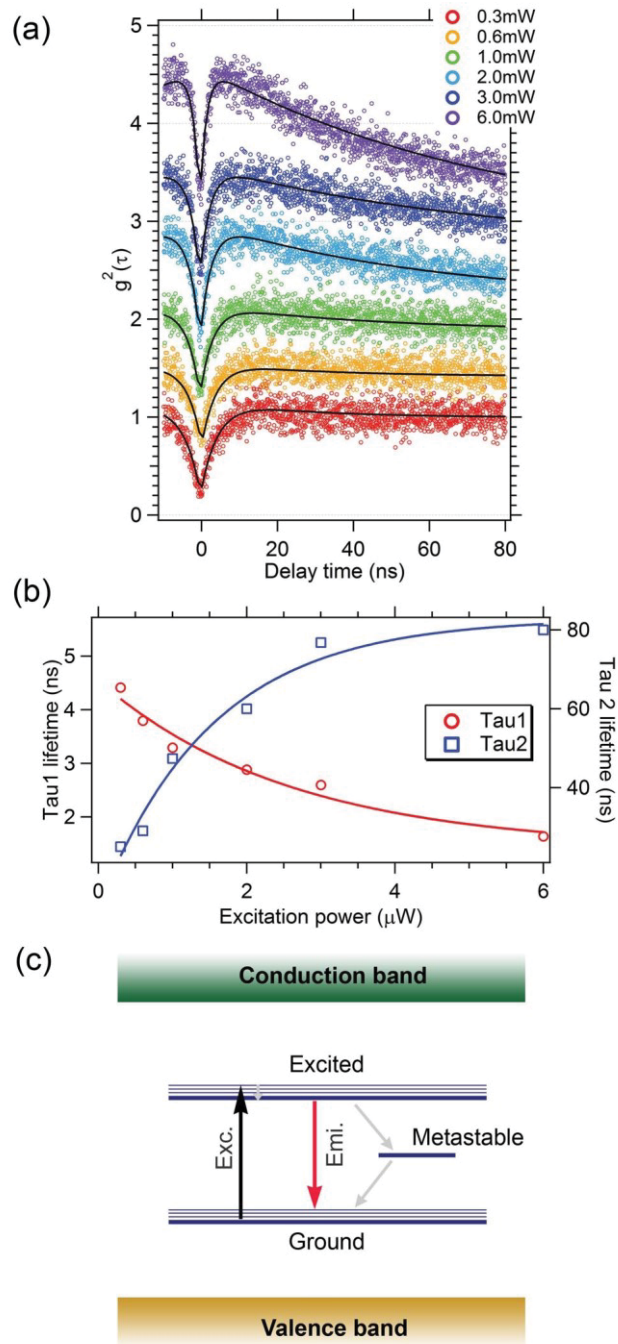 (a)
0.3mW
0.6mW
1.0mW
2.0mW
3.0mW
6.0mW
5
4
3
2
1
0
g²(τ)
0 20 40 60 80
Delay time (ns)
(b)
5
4
3
2
Tau1 lifetime (ns)
80
60
40
Tau 2 lifetime (ns)
Tau1
Tau2
0 2 4 6
Excitation power (μW)
(c)
Conduction band
Excited
Exc.
Emi.
Metastable
Ground
Valence band